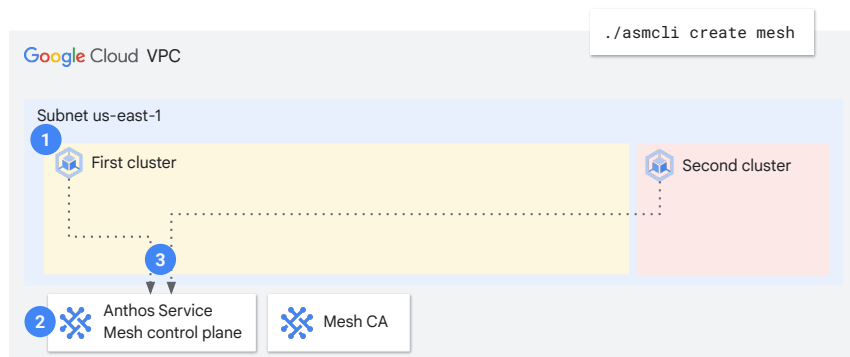 ./asmcli create mesh
Google Cloud VPC
Subnet us-east-1
1
First cluster
Second cluster
3
2
Anthos Service
Mesh control plane
Mesh CA